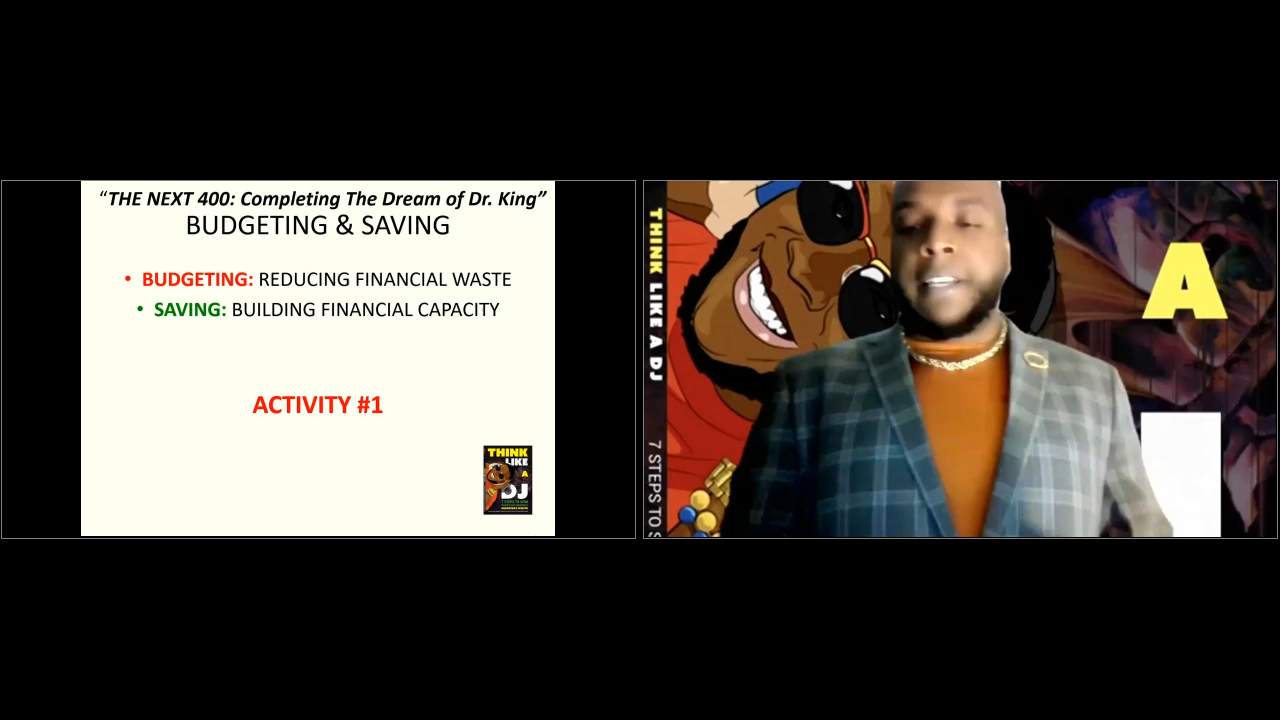 “THE NEXT 400: Completing The Dream of Dr. King”
BUDGETING & SAVING
• BUDGETING: REDUCING FINANCIAL WASTE
• SAVING: BUILDING FINANCIAL CAPACITY
ACTIVITY #1
THINK
LIKE
A
DJ
THINK LIKE A DJ
7 STEPS TO
A